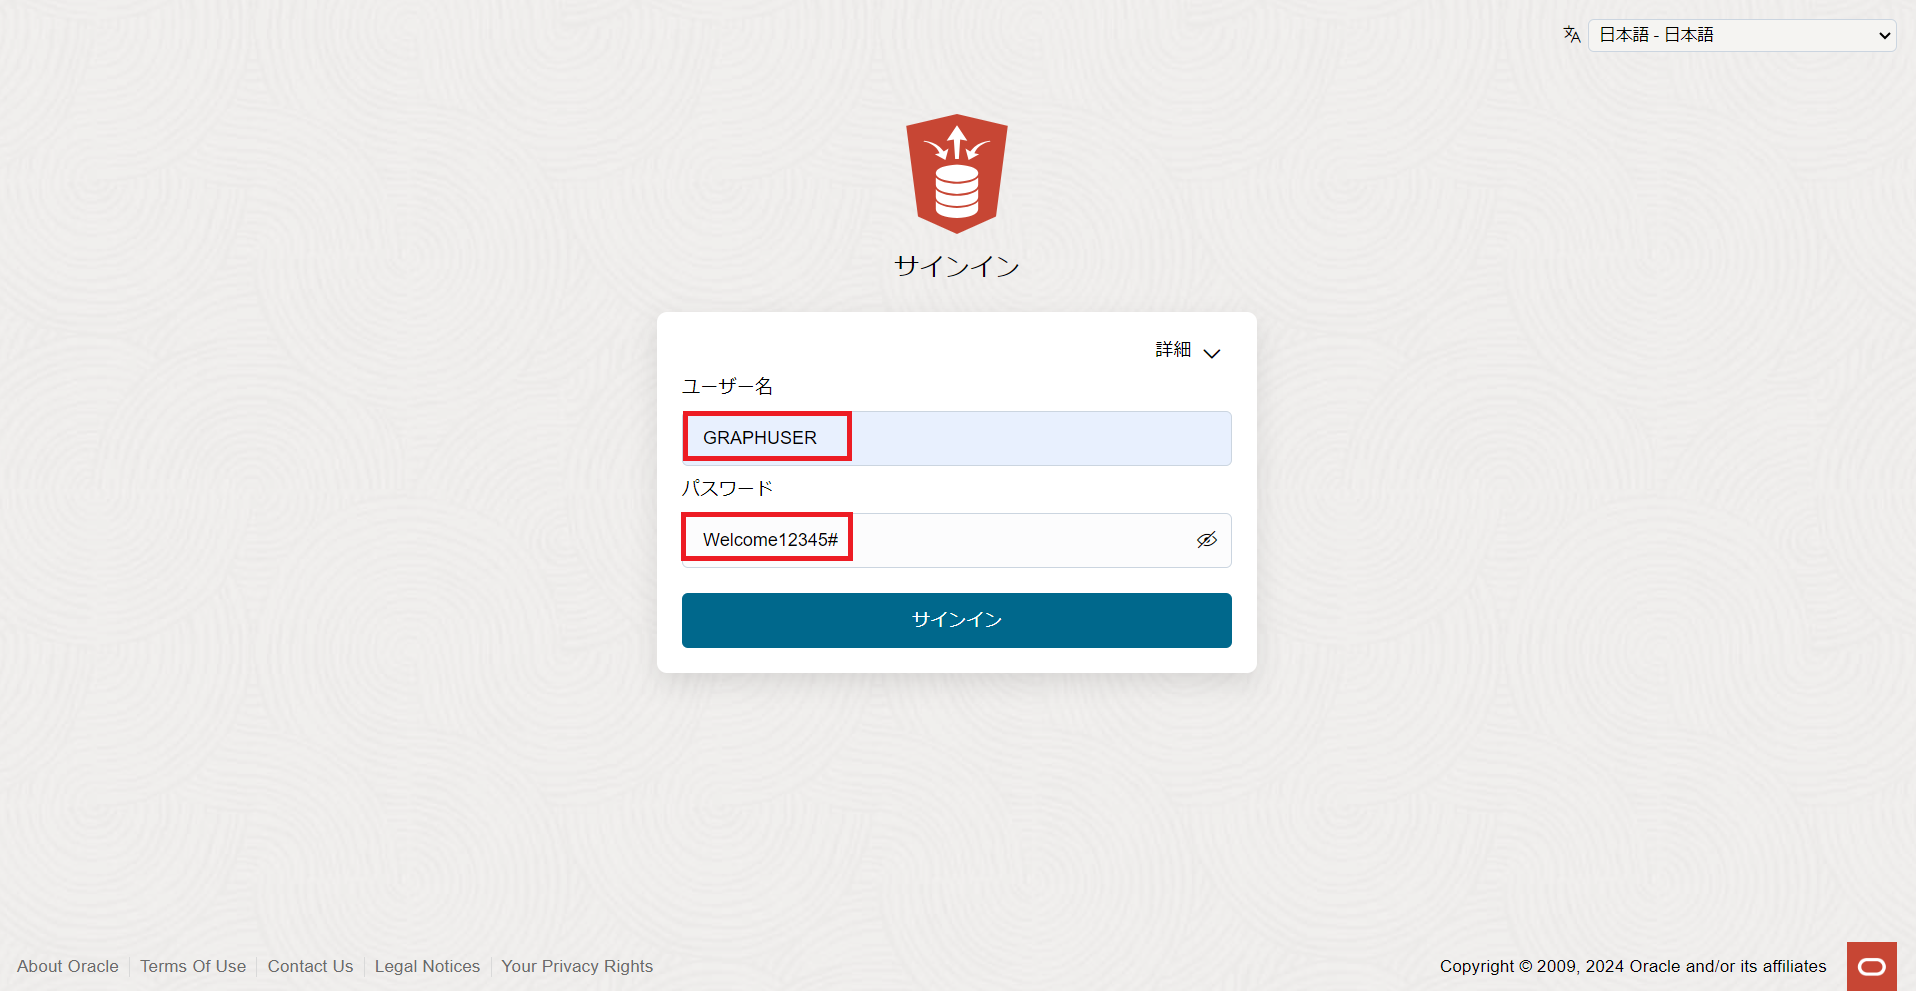 日本語 - 日本語
サインイン
詳細
ユーザー名
GRAPHUSER
パスワード
Welcome12345#
サインイン
About Oracle Terms Of Use Contact Us Legal Notices Your Privacy Rights Copyright © 2009, 2024 Oracle and/or its affiliates